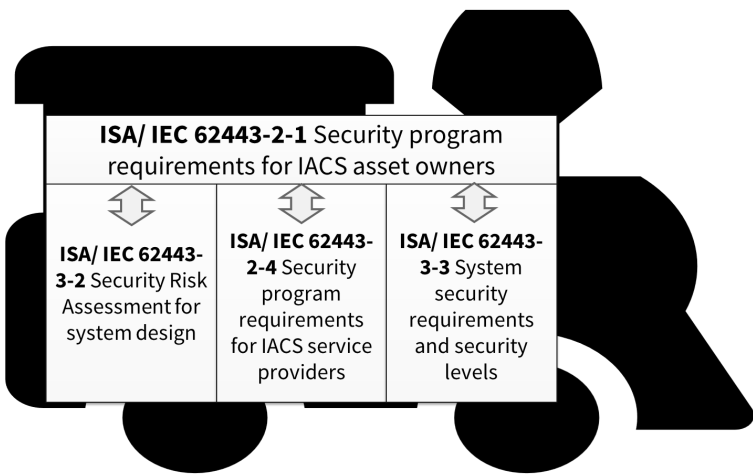 ISA/ IEC 62443-2-1 Security program
requirements for IACS asset owners
ISA/ IEC 62443-
3-2 Security Risk
Assessment for
system design
ISA/ IEC 62443-
2-4 Security
program
requirements
for IACS service
providers
ISA/ IEC 62443-
3-3 System
security
requirements
and security
levels